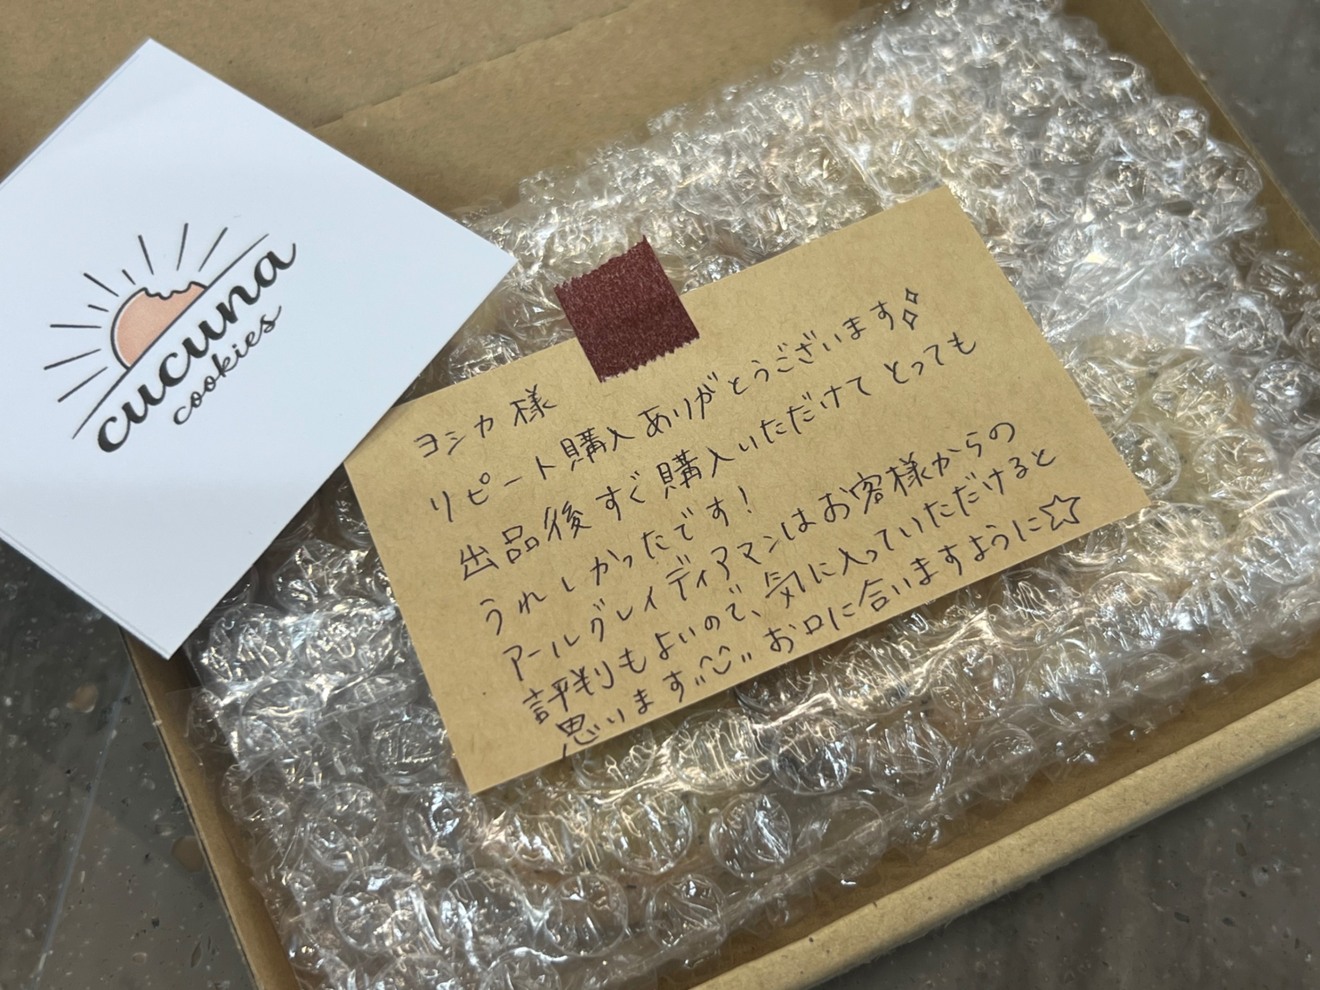 cucuna
cookies
ヨシカ 様
リピート購入ありがとうございます
出品後すぐ購入いただけて とっても
うれしかったです!
アールグレイディアマンはお客様からの
評判もよいので、気に入っていただけると
思います お口に合いますように☆